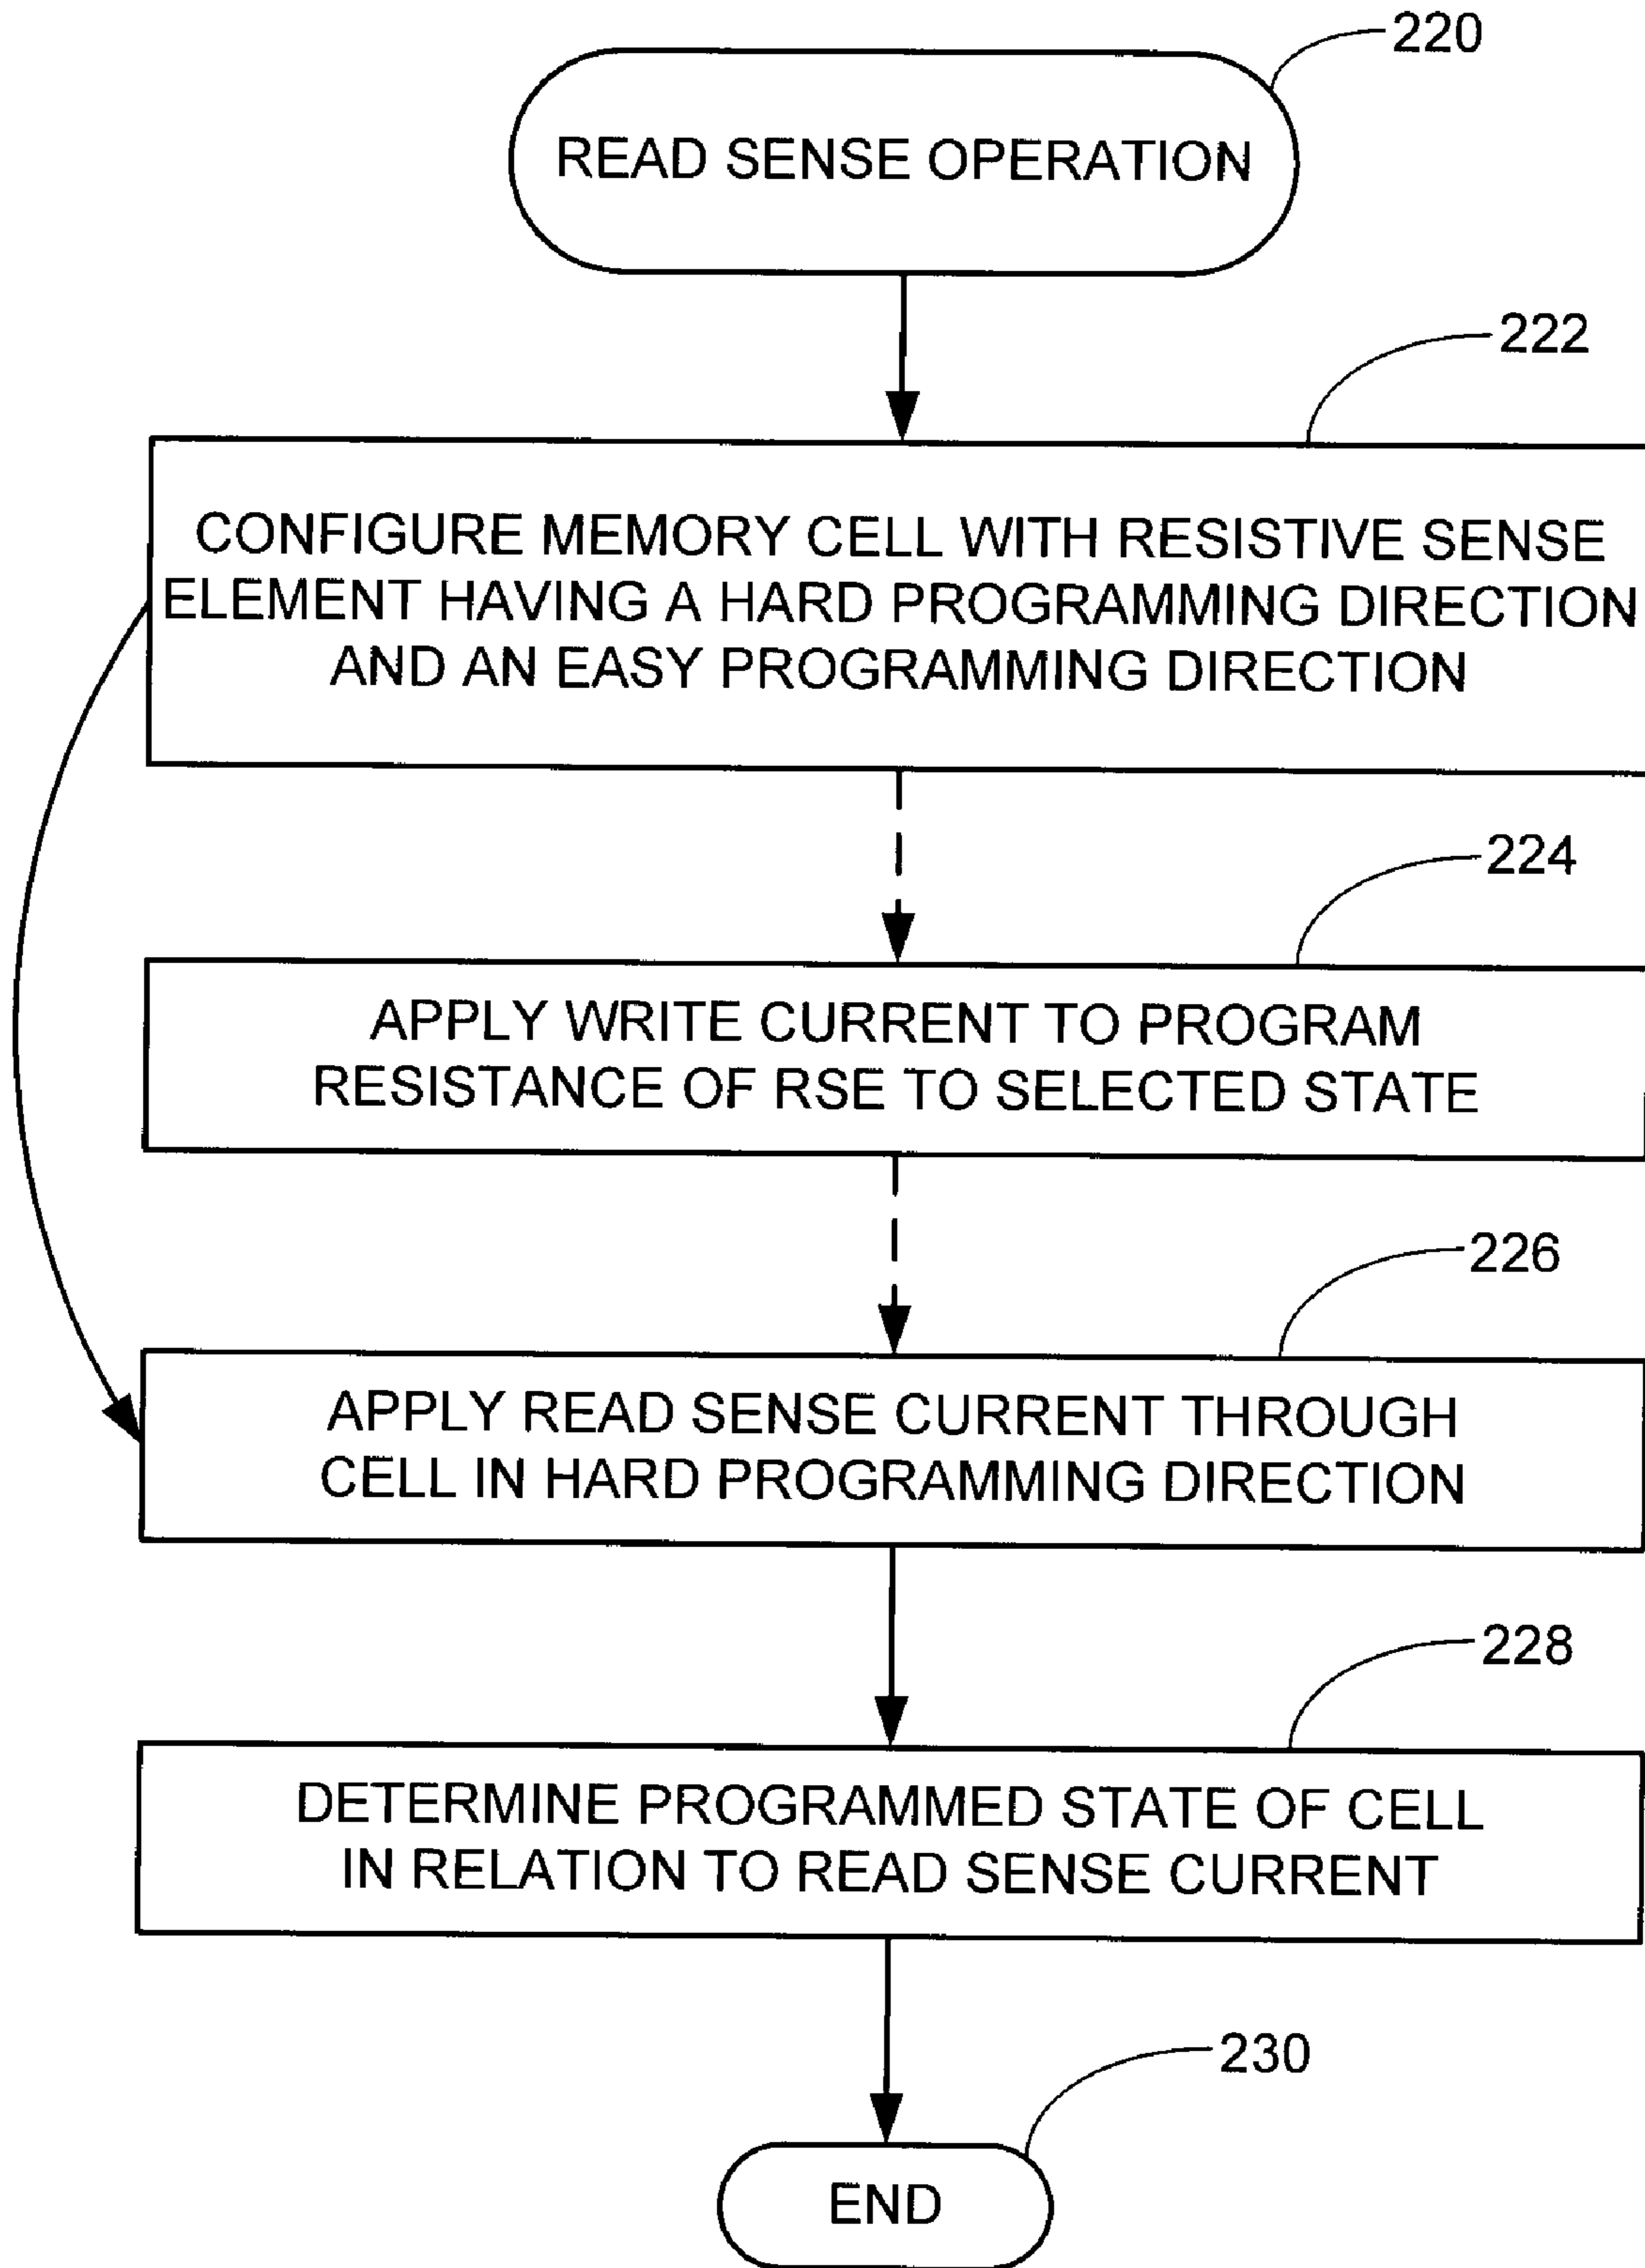 220
READ SENSE OPERATION
222
CONFIGURE MEMORY CELL WITH RESISTIVE SENSE
ELEMENT HAVING A HARD PROGRAMMING DIRECTION
AND AN EASY PROGRAMMING DIRECTION
224
APPLY WRITE CURRENT TO PROGRAM
RESISTANCE OF RSE TO SELECTED STATE
226
APPLY READ SENSE CURRENT THROUGH
CELL IN HARD PROGRAMMING DIRECTION
228
DETERMINE PROGRAMMED STATE OF CELL
IN RELATION TO READ SENSE CURRENT
230
END